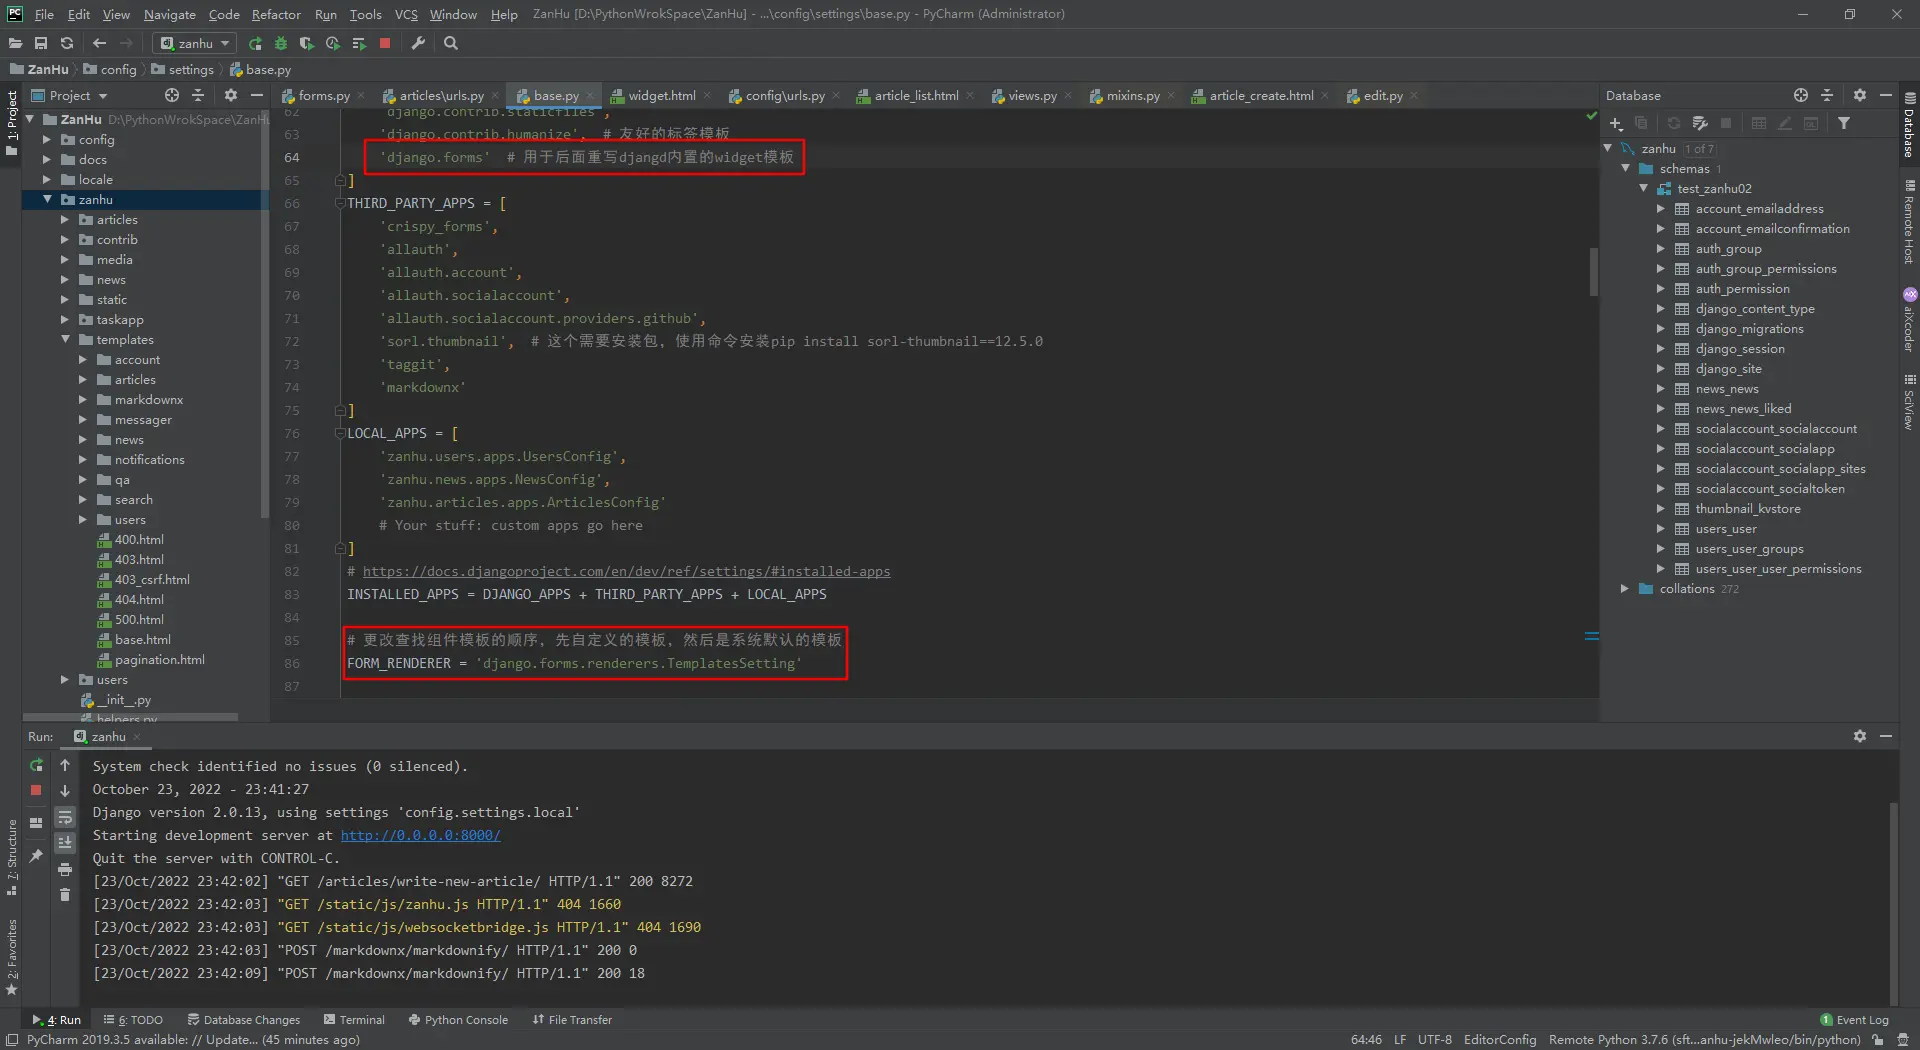 PC File Edit View Navigate Code Refactor Run Tools VCS Window Help ZanHu [D:\PythonWrokSpace\ZanHu] - ...\config\settings\base.py - PyCharm (Administrator)
zanhu
ZanHu config settings base.py
1: Project
Project
forms.py articles\urls.py base.py widget.html config\urls.py article_list.html views.py mixins.py article_create.html edit.py
ZanHu D:\PythonWrokSpace\ZanHu
config
docs
locale
zanhu
articles
contrib
media
news
static
taskapp
templates
account
articles
markdownx
messager
news
notifications
qa
search
users
400.html
403.html
403_csrf.html
404.html
500.html
base.html
pagination.html
users
__init__.py
helpers.py
62 'django.contrib.staticfiles',
63 'django.contrib.humanize', # 友好的标签模板
64 'django.forms' # 用于后面重写djangd内置的widget模板
65 ]
66 THIRD_PARTY_APPS = [
67 'crispy_forms',
68 'allauth',
69 'allauth.account',
70 'allauth.socialaccount',
71 'allauth.socialaccount.providers.github',
72 'sorl.thumbnail', # 这个需要安装包，使用命令安装pip install sorl-thumbnail==12.5.0
73 'taggit',
74 'markdownx'
75 ]
76 LOCAL_APPS = [
77 'zanhu.users.apps.UsersConfig',
78 'zanhu.news.apps.NewsConfig',
79 'zanhu.articles.apps.ArticlesConfig'
80 # Your stuff: custom apps go here
81 ]
82 # https://docs.djangoproject.com/en/dev/ref/settings/#installed-apps
83 INSTALLED_APPS = DJANGO_APPS + THIRD_PARTY_APPS + LOCAL_APPS
84
85 # 更改查找组件模板的顺序，先自定义的模板，然后是系统默认的模板
86 FORM_RENDERER = 'django.forms.renderers.TemplatesSetting'
87
Database
zanhu 1 of 7
schemas 1
test_zanhu02
account_emailaddress
account_emailconfirmation
auth_group
auth_group_permissions
auth_permission
django_content_type
django_migrations
django_session
django_site
news_news
news_news_liked
socialaccount_socialaccount
socialaccount_socialapp
socialaccount_socialapp_sites
socialaccount_socialtoken
thumbnail_kvstore
users_user
users_user_groups
users_user_user_permissions
collations 272
Database
Remote Host
aiXcoder
SciView
Run: zanhu
System check identified no issues (0 silenced).
October 23, 2022 - 23:41:27
Django version 2.0.13, using settings 'config.settings.local'
Starting development server at http://0.0.0.0:8000/
Quit the server with CONTROL-C.
[23/Oct/2022 23:42:02] "GET /articles/write-new-article/ HTTP/1.1" 200 8272
[23/Oct/2022 23:42:03] "GET /static/js/zanhu.js HTTP/1.1" 404 1660
[23/Oct/2022 23:42:03] "GET /static/js/websocketbridge.js HTTP/1.1" 404 1690
[23/Oct/2022 23:42:03] "POST /markdownx/markdownify/ HTTP/1.1" 200 0
[23/Oct/2022 23:42:09] "POST /markdownx/markdownify/ HTTP/1.1" 200 18
7: Structure
2: Favorites
4: Run 6: TODO Database Changes Terminal Python Console File Transfer 1 Event Log
PyCharm 2019.3.5 available: // Update... (45 minutes ago) 64:46 LF UTF-8 EditorConfig Remote Python 3.7.6 (sft...anhu-jekMwleo/bin/python)